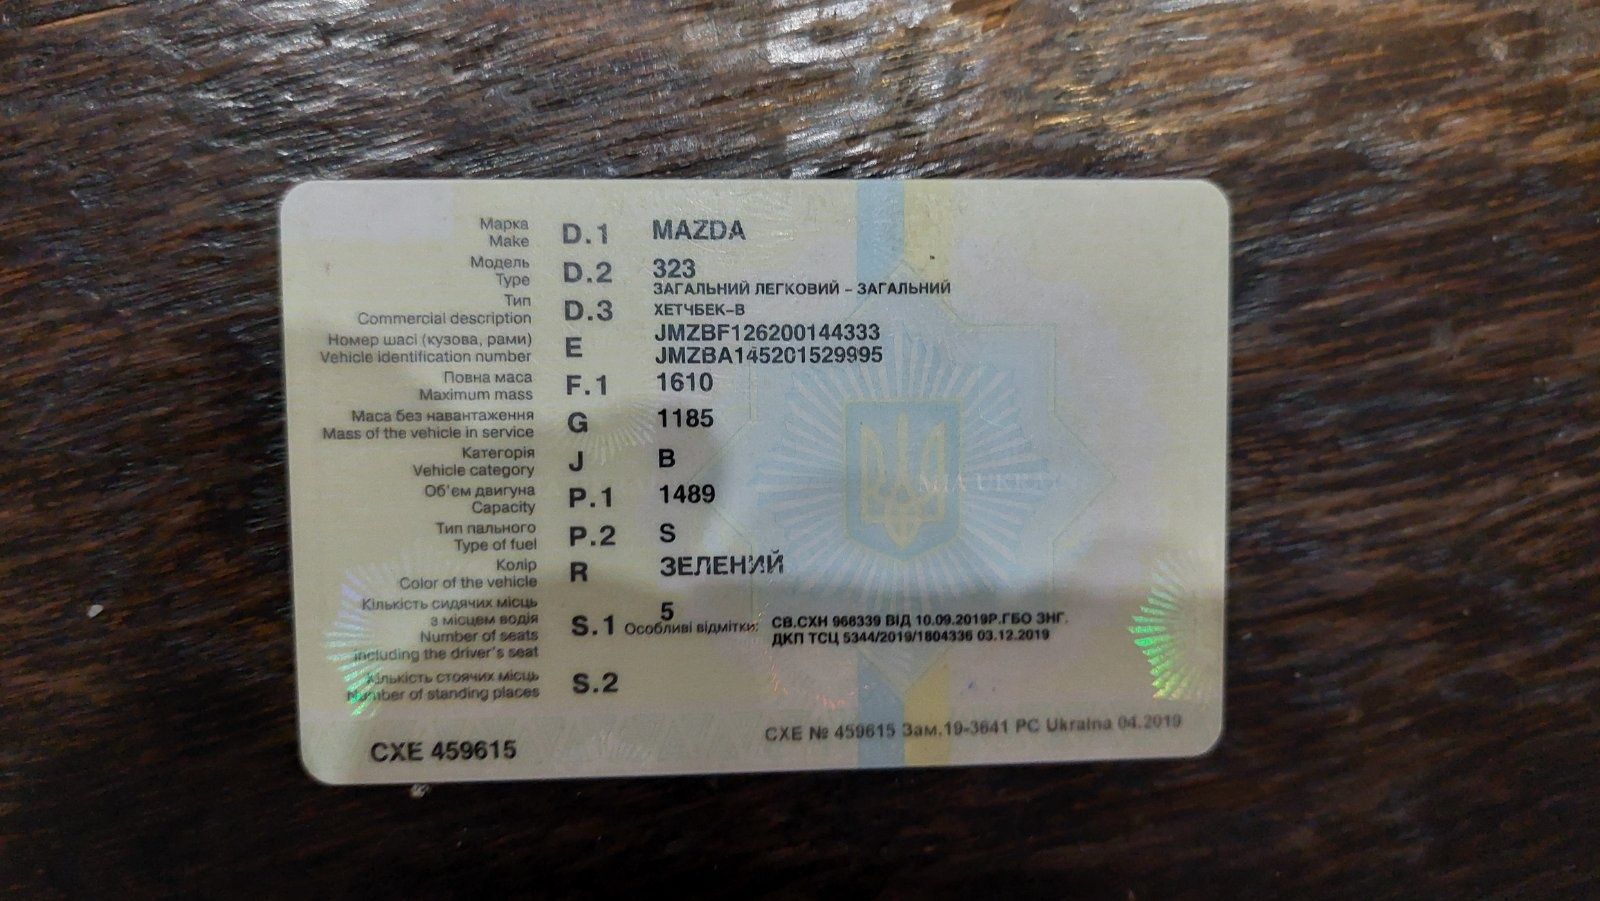 Марка
Make D.1 MAZDA
Модель
Type D.2 323
ЗАГАЛЬНИЙ ЛЕГКОВИЙ – ЗАГАЛЬНИЙ
Тип
Commercial description D.3 ХЕТЧБЕК-В
Номер шасі (кузова, рами)
Vehicle identification number E JMZBF126200144333
JMZBA145201529995
Повна маса
Maximum mass F.1 1610
Маса без навантаження
Mass of the vehicle in service G 1185
Категорія
Vehicle category J B
Об'єм двигуна
Capacity P.1 1489
Тип пального
Type of fuel P.2 S
Колір
Color of the vehicle R ЗЕЛЕНИЙ
Кількість сидячих місць
з місцем водія
Number of seats
including the driver's seat S.1 5
Особливі відмітки: СВ.СХН 966339 ВІД 10.09.2019Р.ГБО ЗНГ.
ДКП ТСЦ 5344/2019/1804336 03.12.2019
Кількість стоячих місць
Number of standing places S.2
СХЕ 459615
СХЕ № 459615 Зам.19-3641 РС Ukraina 04.2019